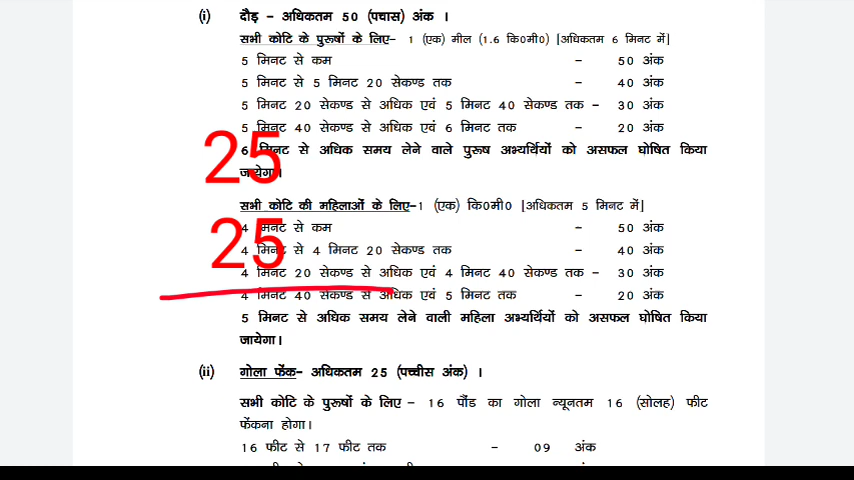 (i) दौड़ – अधिकतम 50 (पचास) अंक ।
सभी कोटि के पुरूषों के लिए– 1 (एक) मील (1.6 कि0मी0) [अधिकतम 6 मिनट में]
5 मिनट से कम – 50 अंक
5 मिनट से 5 मिनट 20 सेकण्ड तक – 40 अंक
5 मिनट 20 सेकण्ड से अधिक एवं 5 मिनट 40 सेकण्ड तक – 30 अंक
5 मिनट 40 सेकण्ड से अधिक एवं 6 मिनट तक – 20 अंक
6 मिनट से अधिक समय लेने वाले पुरूष अभ्यर्थियों को असफल घोषित किया
जायेगा।
25
सभी कोटि की महिलाओं के लिए–1 (एक) कि0मी0 [अधिकतम 5 मिनट में]
4 मिनट से कम – 50 अंक
4 मिनट से 4 मिनट 20 सेकण्ड तक – 40 अंक
25
4 मिनट 20 सेकण्ड से अधिक एवं 4 मिनट 40 सेकण्ड तक – 30 अंक
4 मिनट 40 सेकण्ड से अधिक एवं 5 मिनट तक – 20 अंक
5 मिनट से अधिक समय लेने वाली महिला अभ्यर्थियों को असफल घोषित किया
जायेगा।
(ii) गोला फेंक– अधिकतम 25 (पच्चीस अंक) ।
सभी कोटि के पुरूषों के लिए – 16 पौंड का गोला न्यूनतम 16 (सोलह) फीट
फेंकना होगा।
16 फीट से 17 फीट तक – 09 अंक